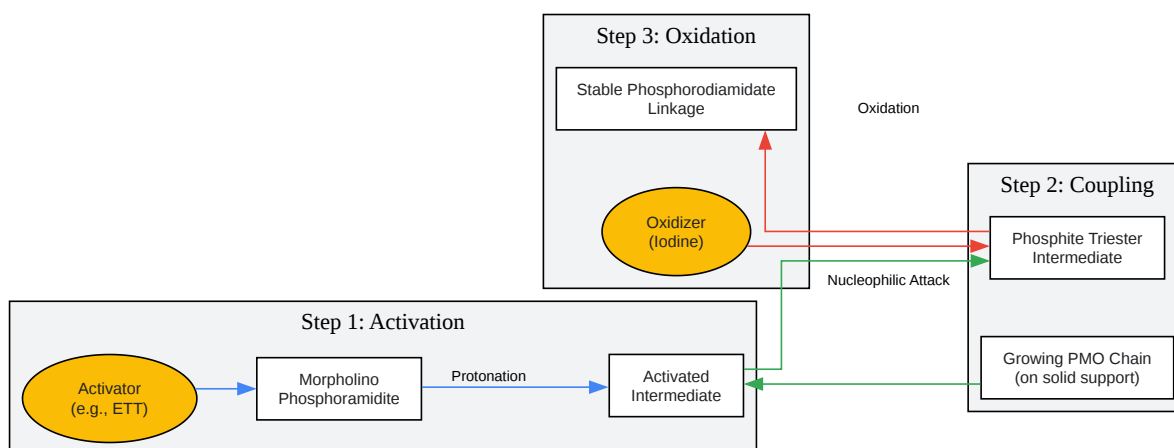 Step 3: Oxidation
Stable Phosphorodiamidate
Linkage
Oxidation
Oxidizer
(Iodine)
Step 2: Coupling
Phosphite Triester
Intermediate
Nucleophilic Attack
Growing PMO Chain
(on solid support)
Step 1: Activation
Activator
(e.g., ETT)
Morpholino
Phosphoramidite
Protonation
Activated
Intermediate